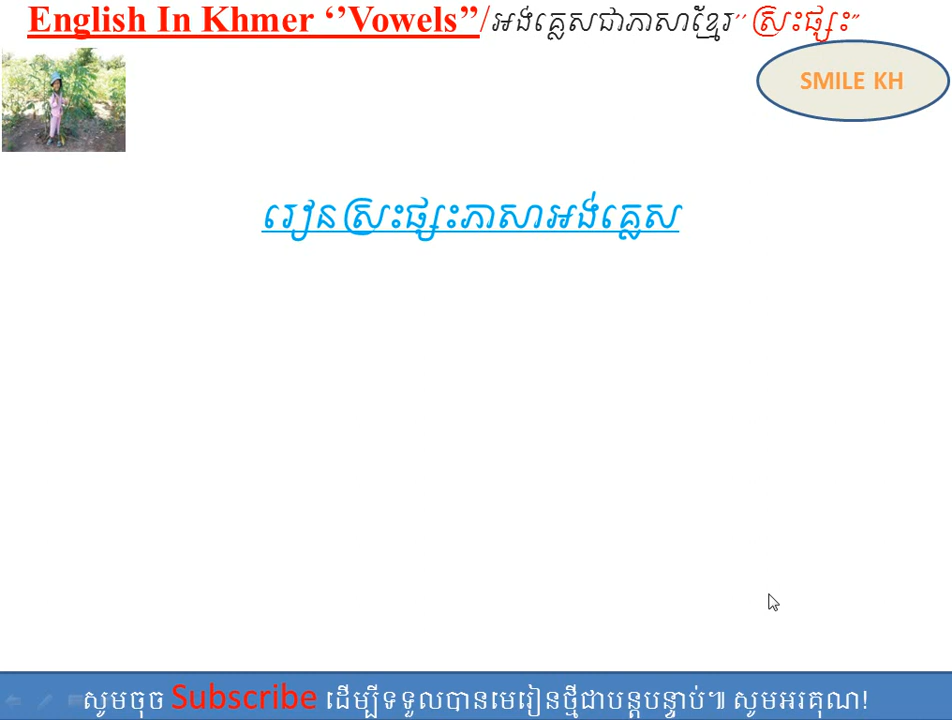 English In Khmer ‘’Vowels’’/អង់គ្លេសជាភាសាខ្មែរ’’ស្រះផ្សះ”
SMILE KH
រៀនស្រះផ្សះភាសាអង់គ្លេស
សូមចុច Subscribe ដើម្បីទទួលបានមេរៀនថ្មីជាបន្តបន្ទាប់៕ សូមអរគុណ!